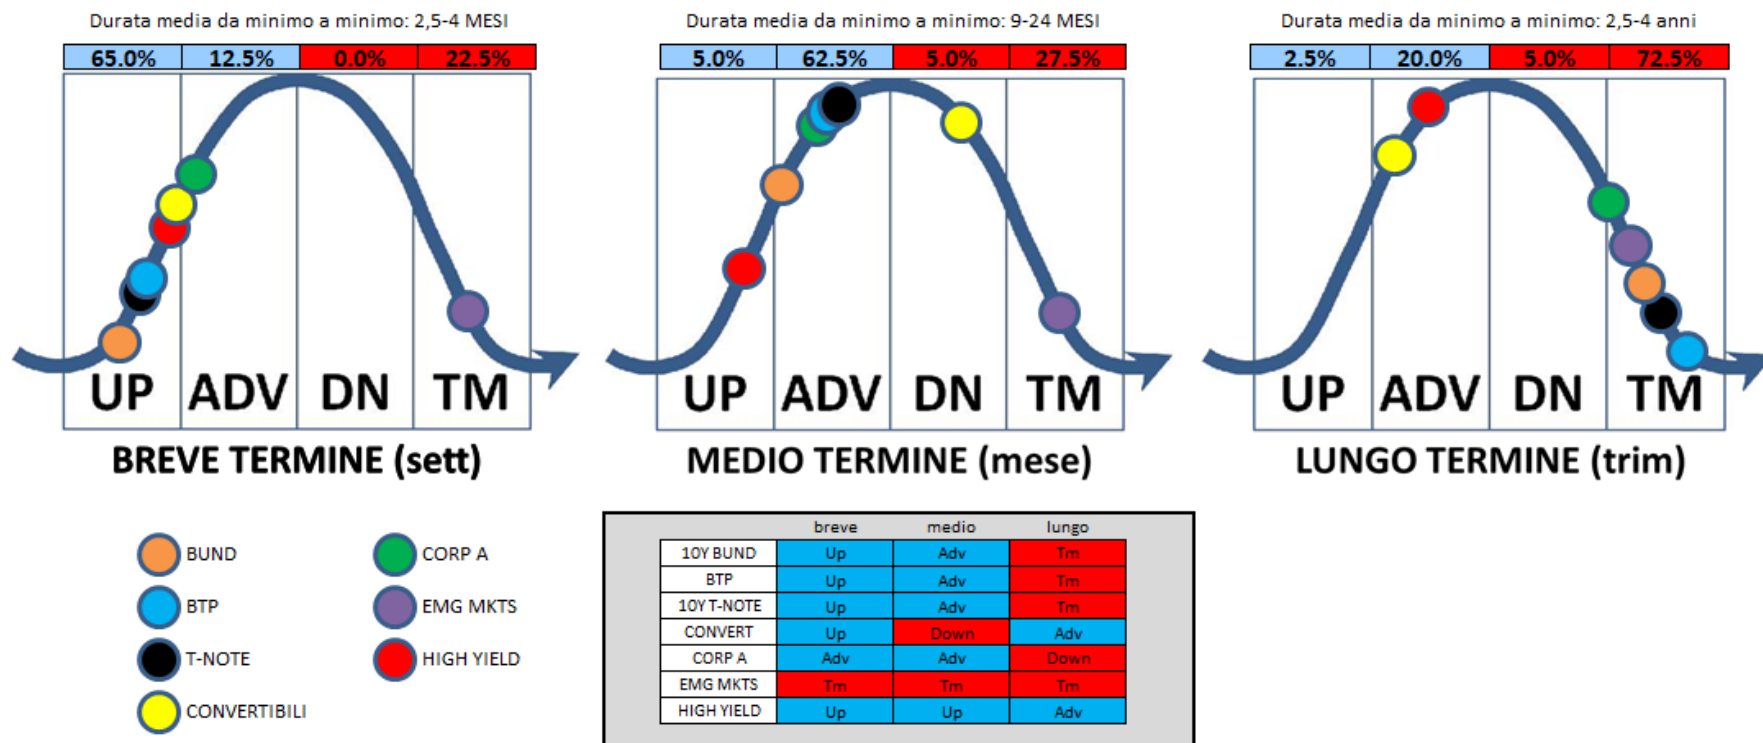 Durata media da minimo a minimo: 2,5-4 MESI
65.0% 12.5% 0.0% 22.5%
UP ADV DN TM
BREVE TERMINE (sett)
Durata media da minimo a minimo: 9-24 MESI
5.0% 62.5% 5.0% 27.5%
UP ADV DN TM
MEDIO TERMINE (mese)
Durata media da minimo a minimo: 2,5-4 anni
2.5% 20.0% 5.0% 72.5%
UP ADV DN TM
LUNGO TERMINE (trim)
BUND
BTP
T-NOTE
CONVERTIBILI
CORP A
EMG MKTS
HIGH YIELD
breve medio lungo
10Y BUND Up Adv Tm
BTP Up Adv Tm
10Y T-NOTE Up Adv Tm
CONVERT Up Down Adv
CORP A Adv Adv Down
EMG MKTS Tm Tm Tm
HIGH YIELD Up Up Adv